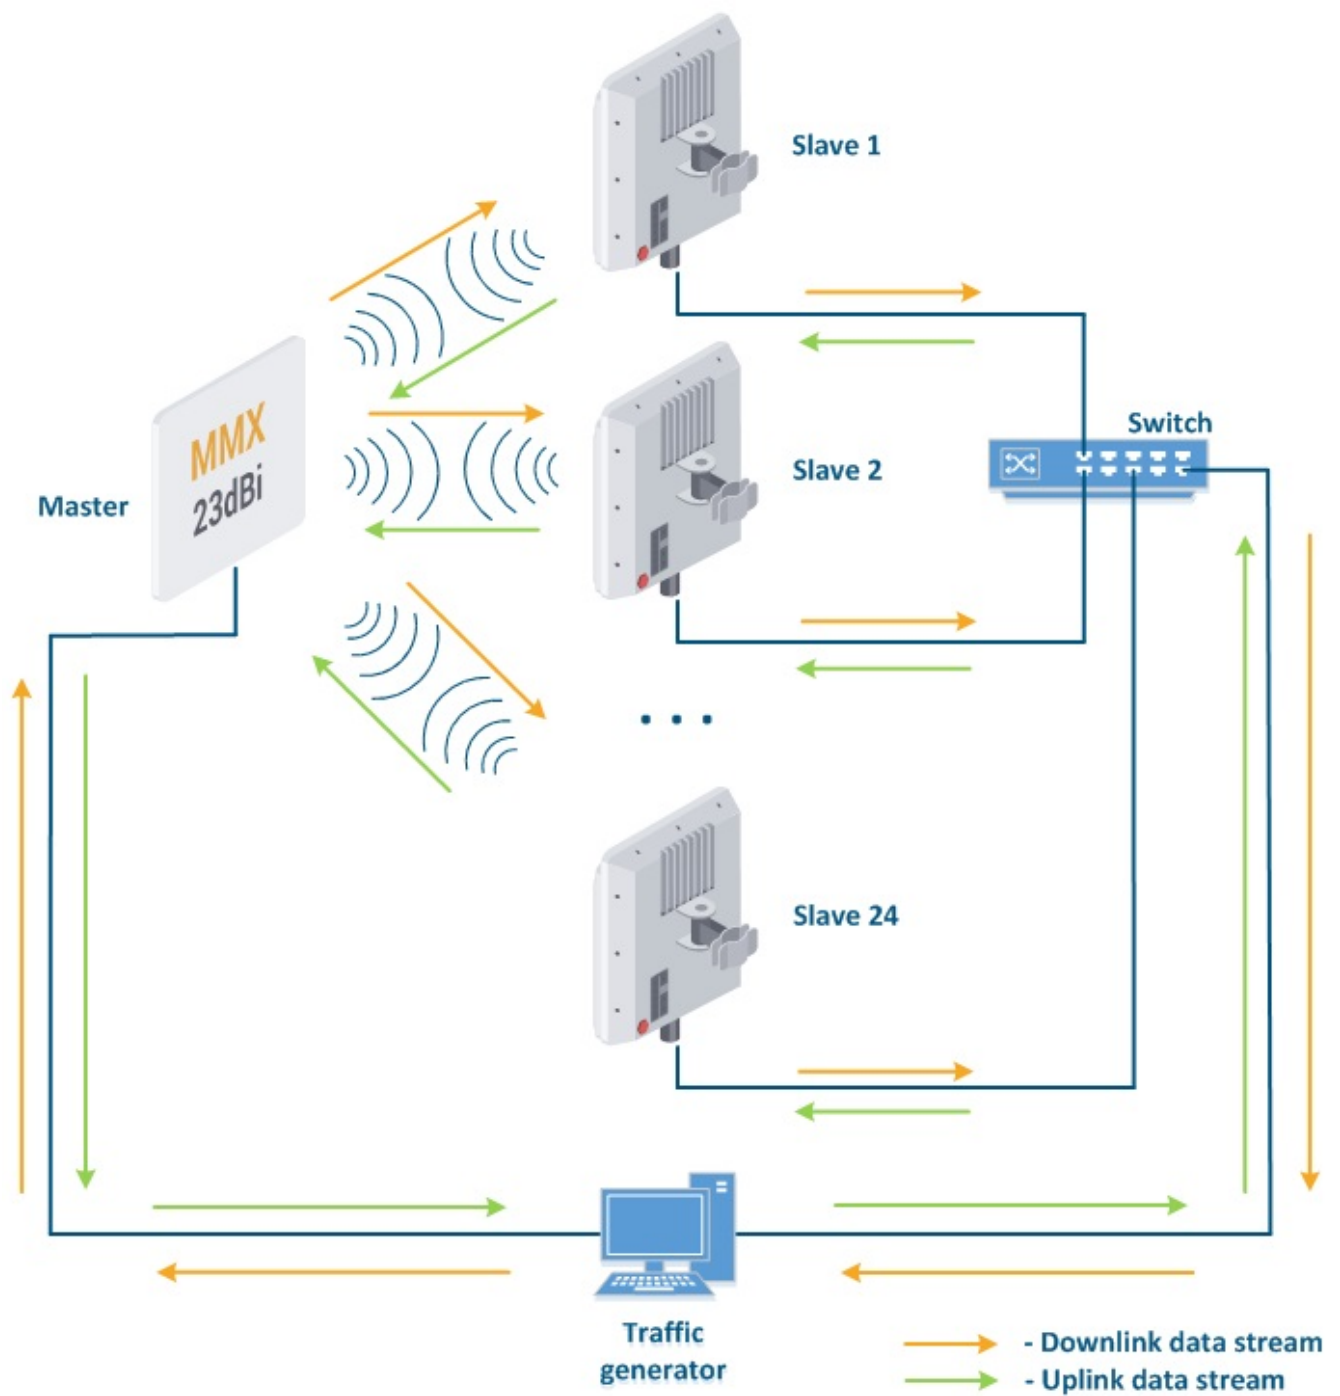 Slave 1
Switch
MMX
23dBi
Master
Slave 2
. . .
Slave 24
Traffic
generator
- Downlink data stream
- Uplink data stream